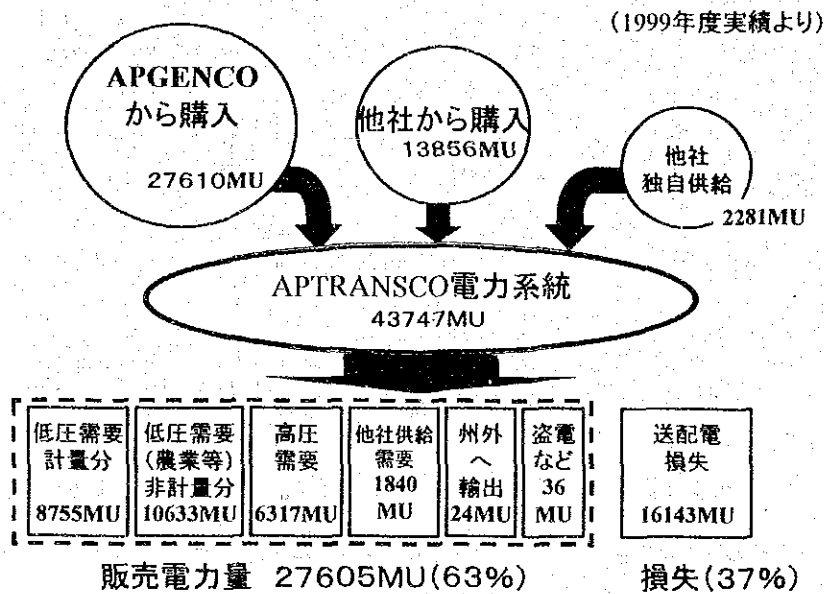 (1999年度実績より)
APGENCO
から購入
27610MU
他社から購入
13856MU
他社
独自供給
2281MU
APTRANSCO電力系統
43747MU
低圧需要
計量分
8755MU
低圧需要
(農業等)
非計量分
10633MU
高圧
需要
6317MU
他社供給
需要
1840
MU
州外
へ
輸出
24MU
盗電
など
36
MU
送配電
損失
16143MU
販売電力量 27605MU(63%)
損失(37%)